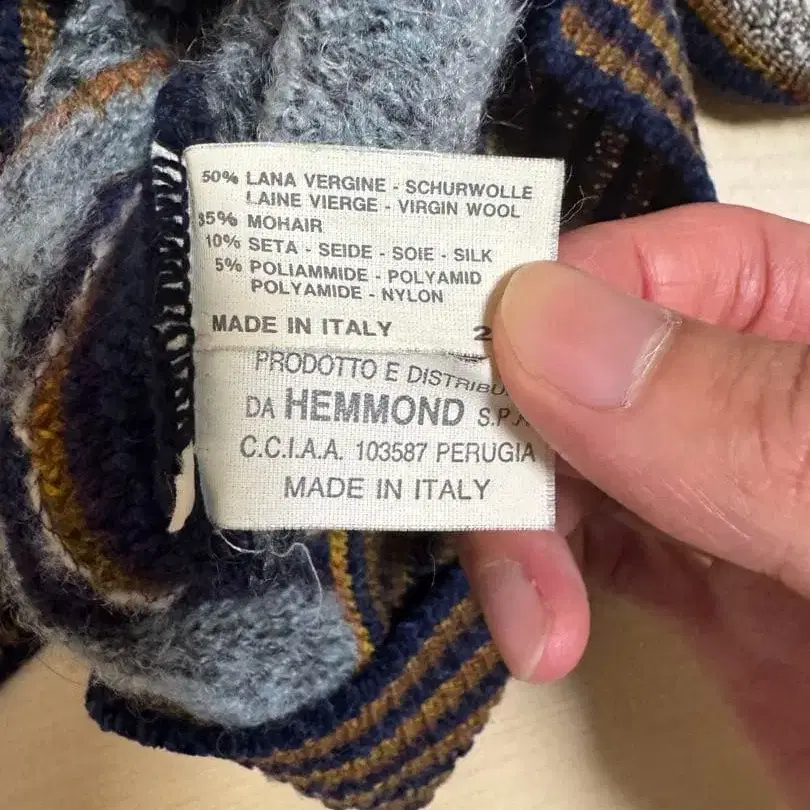 50% LANA VERGINE - SCHURWOLLE
LAINE VIERGE - VIRGIN WOOL
35% MOHAIR
10% SETA - SEIDE - SOIE - SILK
5% POLIAMMIDE - POLYAMID
POLYAMIDE - NYLON
MADE IN ITALY 2
PRODOTTO E DISTRIBU
DA HEMMOND S.P.A
C.C.I.A.A. 103587 PERUGIA
MADE IN ITALY